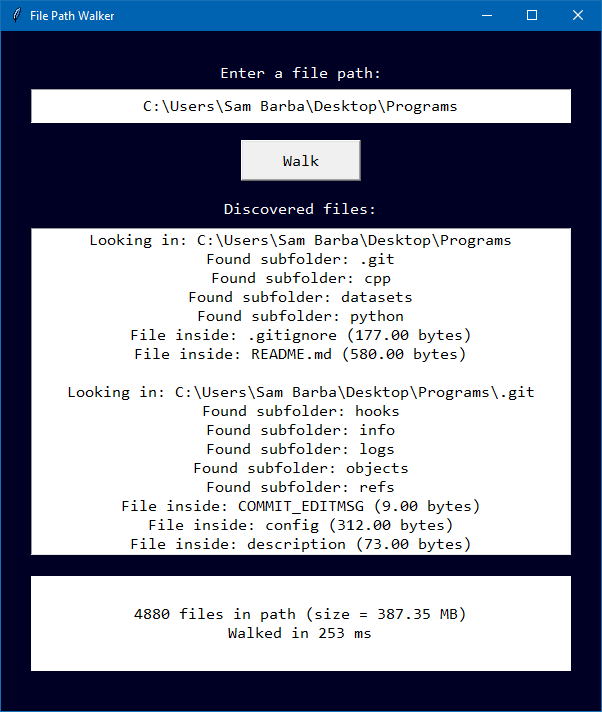 File Path Walker
Enter a file path:
C:\Users\Sam Barba\Desktop\Programs
Walk
Discovered files:
Looking in: C:\Users\Sam Barba\Desktop\Programs
Found subfolder: .git
Found subfolder: cpp
Found subfolder: datasets
Found subfolder: python
File inside: .gitignore (177.00 bytes)
File inside: README.md (580.00 bytes)
Looking in: C:\Users\Sam Barba\Desktop\Programs\.git
Found subfolder: hooks
Found subfolder: info
Found subfolder: logs
Found subfolder: objects
Found subfolder: refs
File inside: COMMIT_EDITMSG (9.00 bytes)
File inside: config (312.00 bytes)
File inside: description (73.00 bytes)
4880 files in path (size = 387.35 MB)
Walked in 253 ms